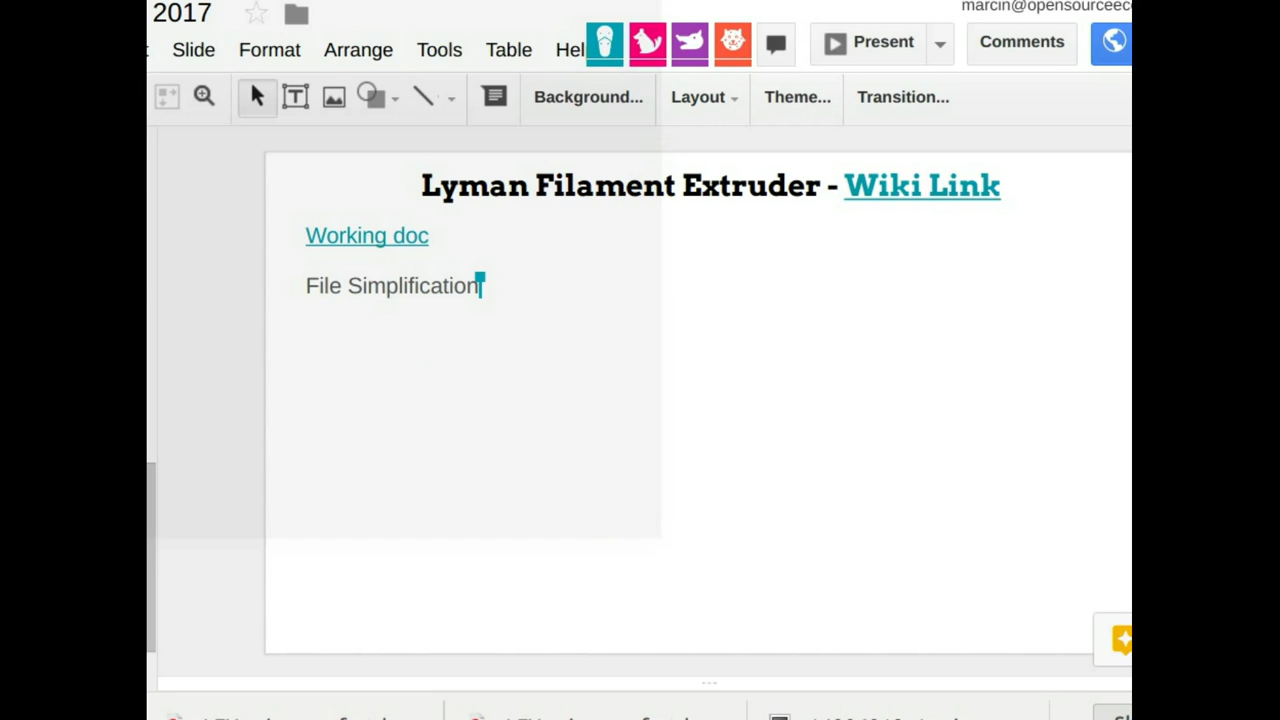 2017
marcin@opensourceec
Slide Format Arrange Tools Table Hel
Present
Comments
Background...
Layout
Theme...
Transition...
Lyman Filament Extruder - Wiki Link
Working doc
File Simplification